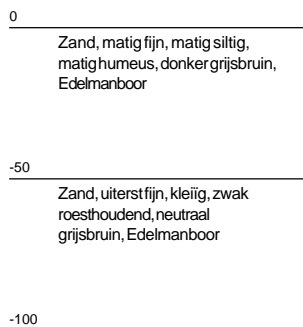 0
Zand, matig fijn, matig siltig,
matig humeus, donker grijsbruin,
Edelmanboor
-50
Zand, uiterst fijn, kleiïg, zwak
roesthoudend, neutraal
grijsbruin, Edelmanboor
-100